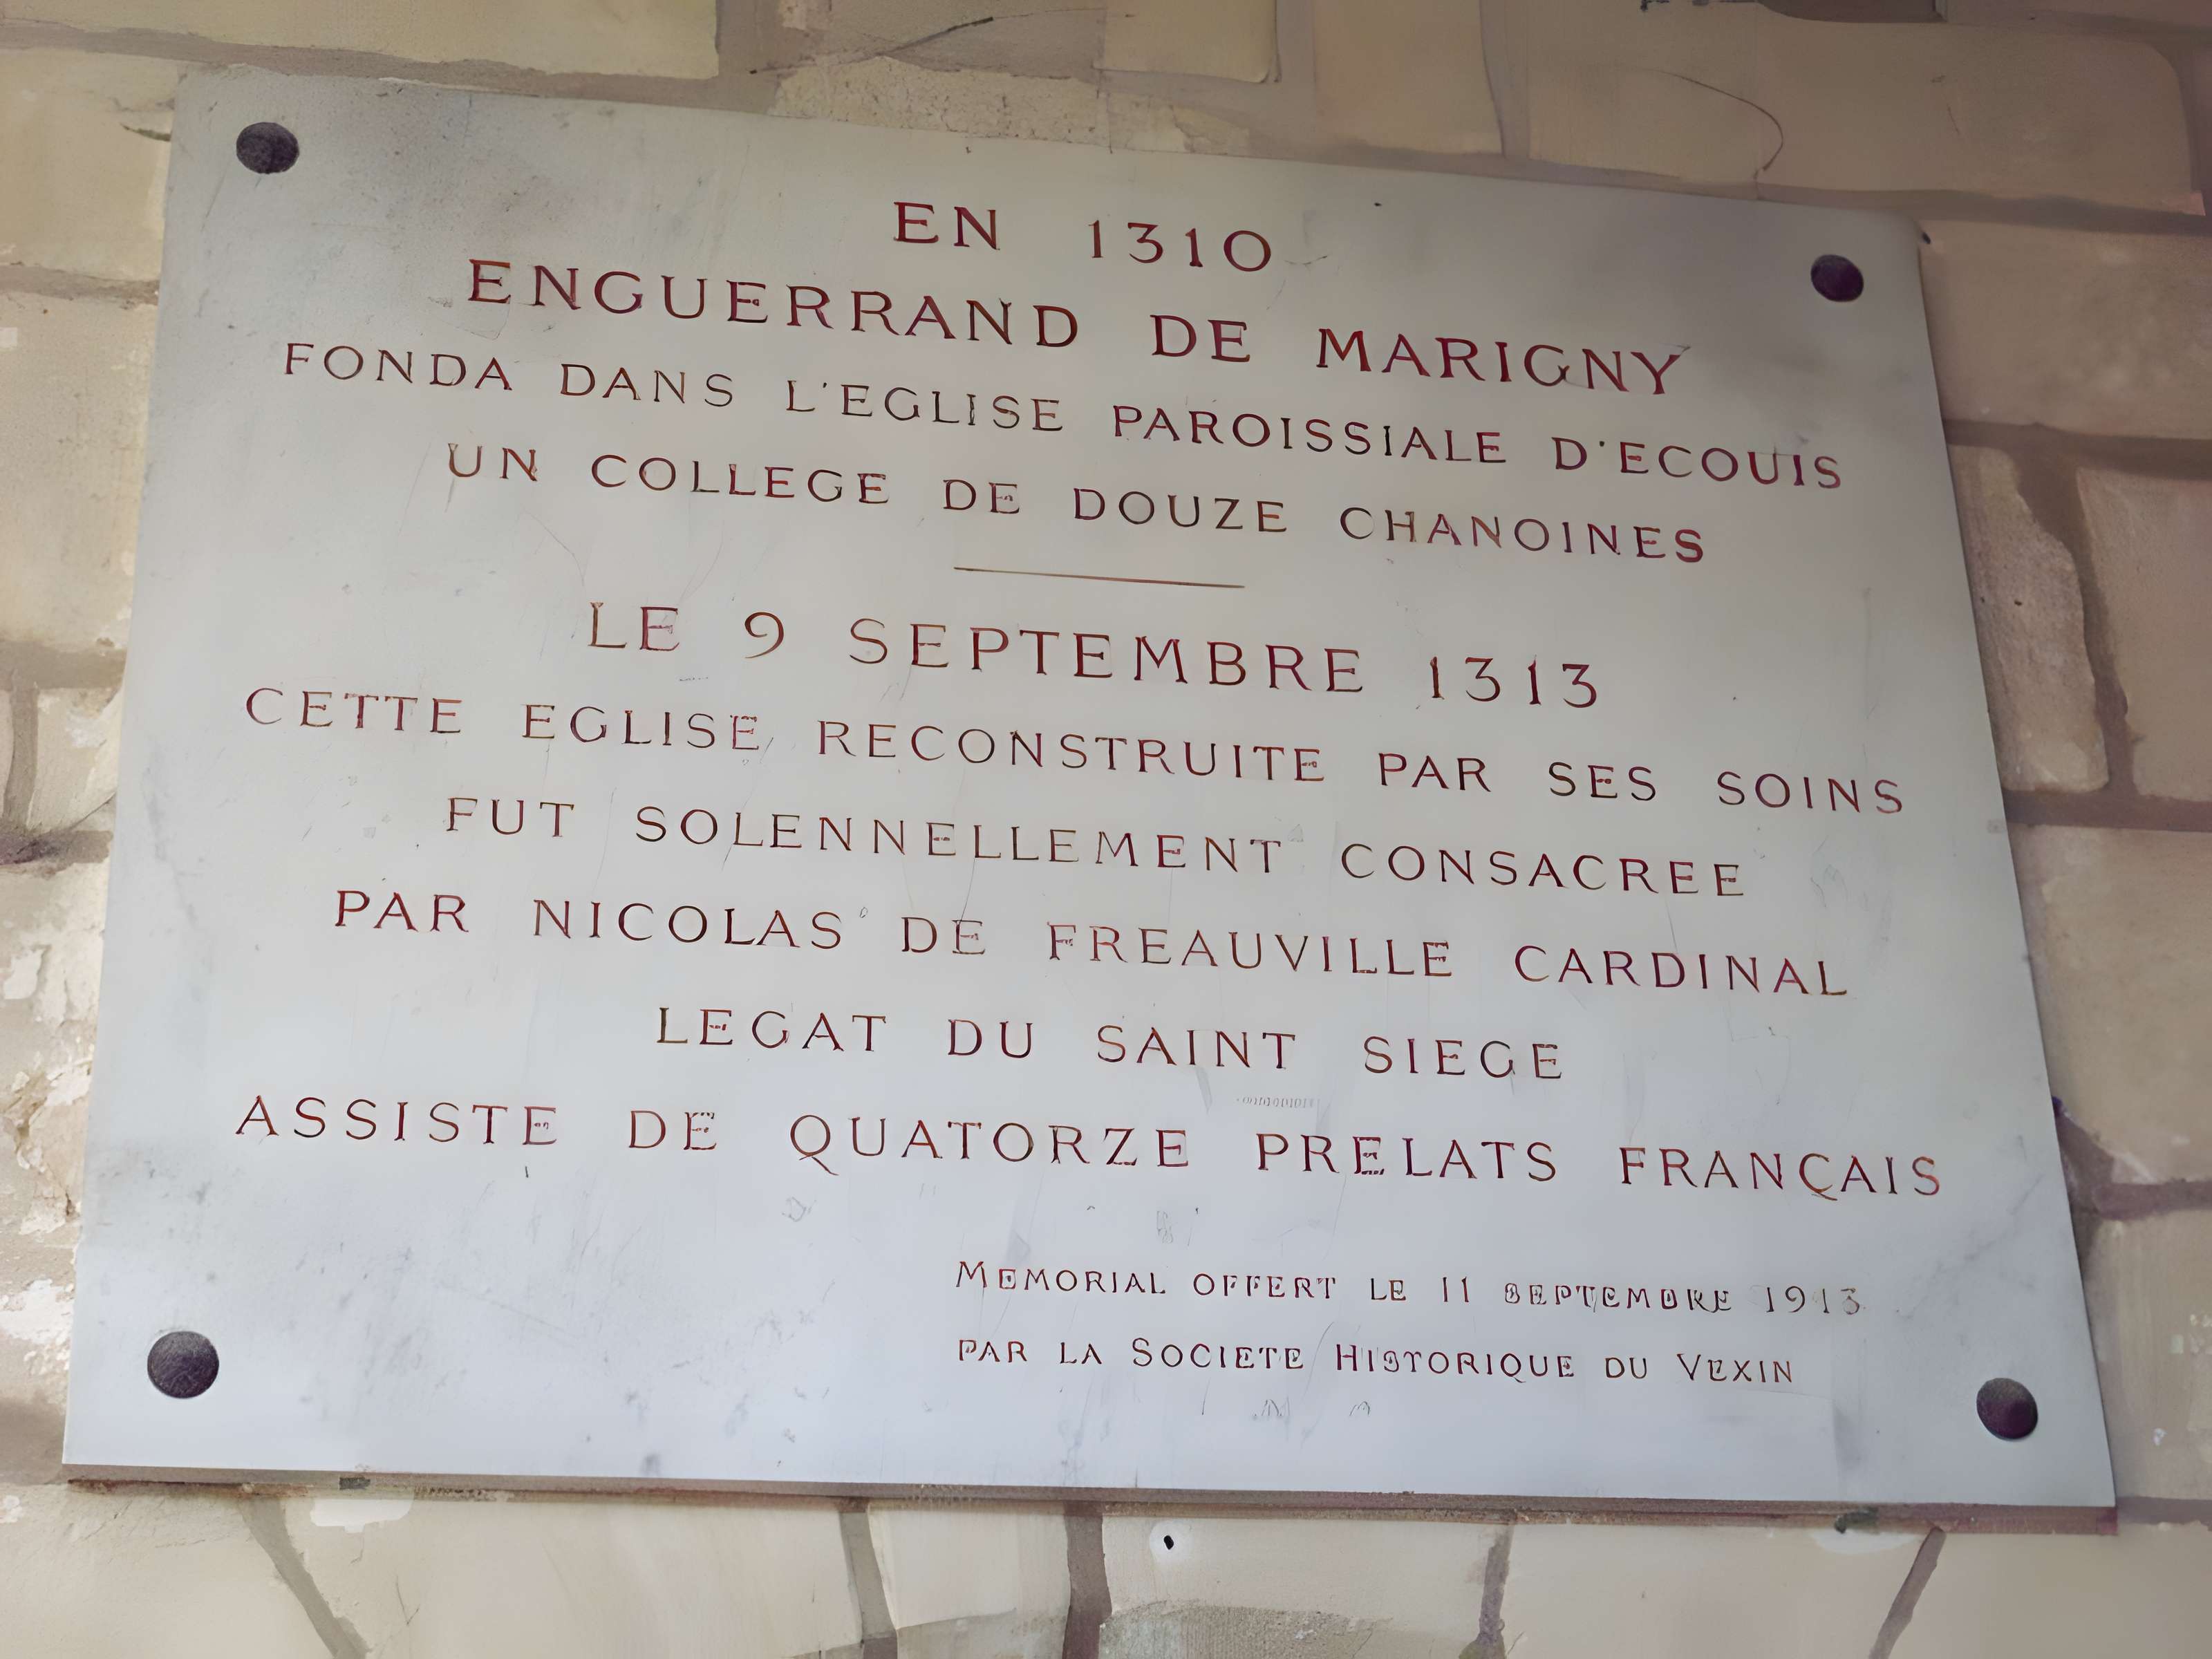 EN 1310
ENGUERRAND DE MARIGNY
FONDA DANS L'EGLISE PAROISSIALE D'ECOUIS
UN COLLEGE DE DOUZE CHANOINES
LE 9 SEPTEMBRE 1313
CETTE EGLISE, RECONSTRUITE PAR SES SOINS
FUT SOLENNELLEMENT CONSACREE
PAR NICOLAS DE FREAUVILLE CARDINAL
LEGAT DU SAINT SIEGE
ASSISTE DE QUATORZE PRELATS FRANÇAIS
MEMORIAL OFFERT LE 11 SEPTEMBRE 1913
PAR LA SOCIETE HISTORIQUE DU VEXIN